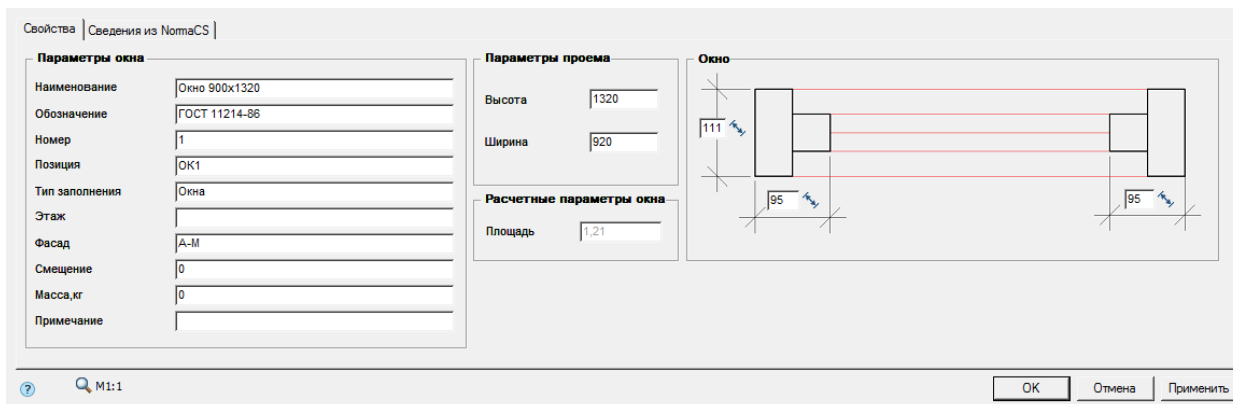 Свойства Сведения из NormaCS
Параметры окна
Наименование Окно 900x1320
Обозначение ГОСТ 11214-86
Номер 1
Позиция ОК1
Тип заполнения Окна
Этаж
Фасад А-М
Смещение 0
Масса,кг 0
Примечание
Параметры проема
Высота 1320
Ширина 920
Расчетные параметры окна
Площадь 1,21
Окно
111
95 95
M1:1
OK Отмена Применить